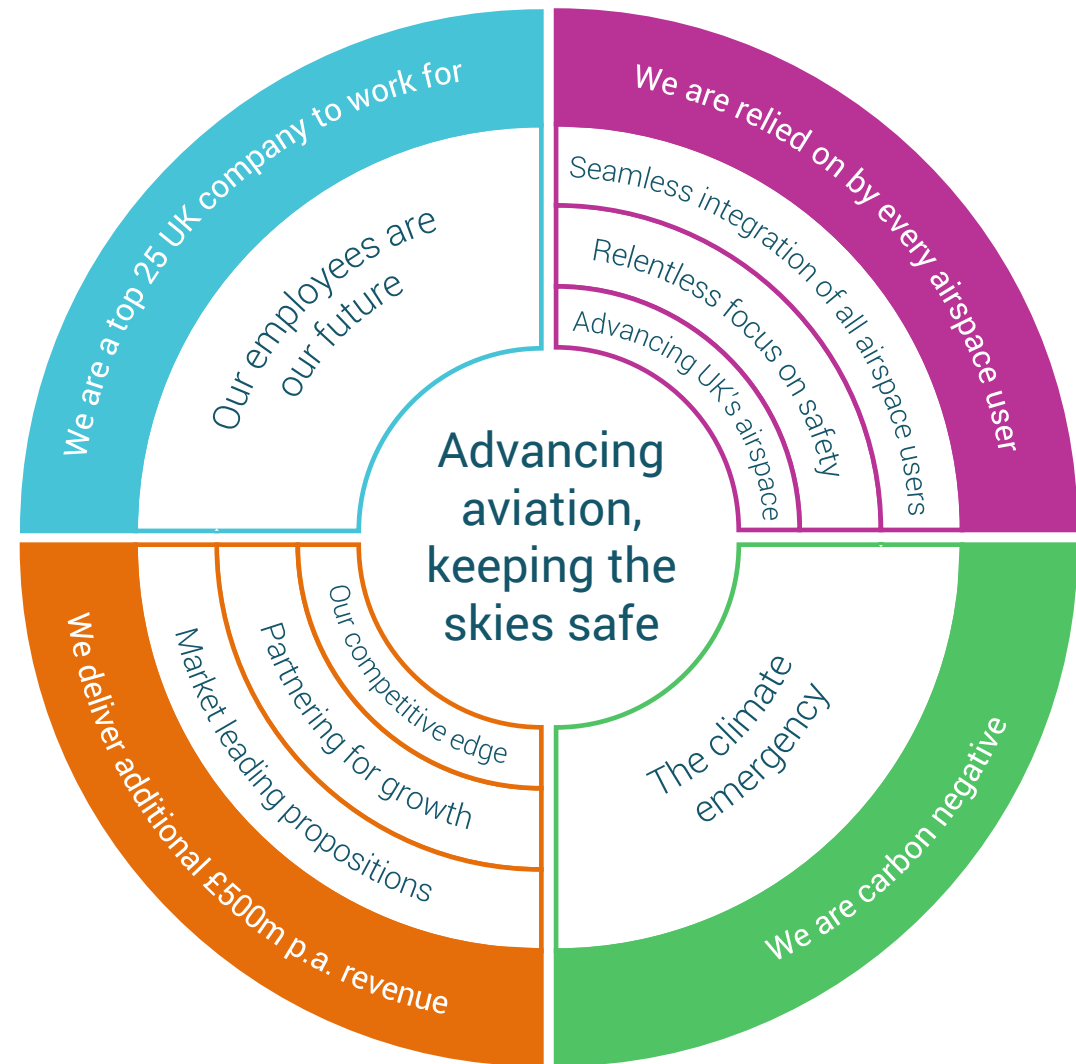 We are a top 25 UK company to work for
Our employees are
our future
We are relied on by every airspace user
Seamless integration of all airspace users
Relentless focus on safety
Advancing UK's airspace
Advancing
aviation,
keeping the
skies safe
We deliver additional £500m p.a. revenue
Market leading propositions
Partnering for growth
Our competitive edge
The climate
emergency
We are carbon negative